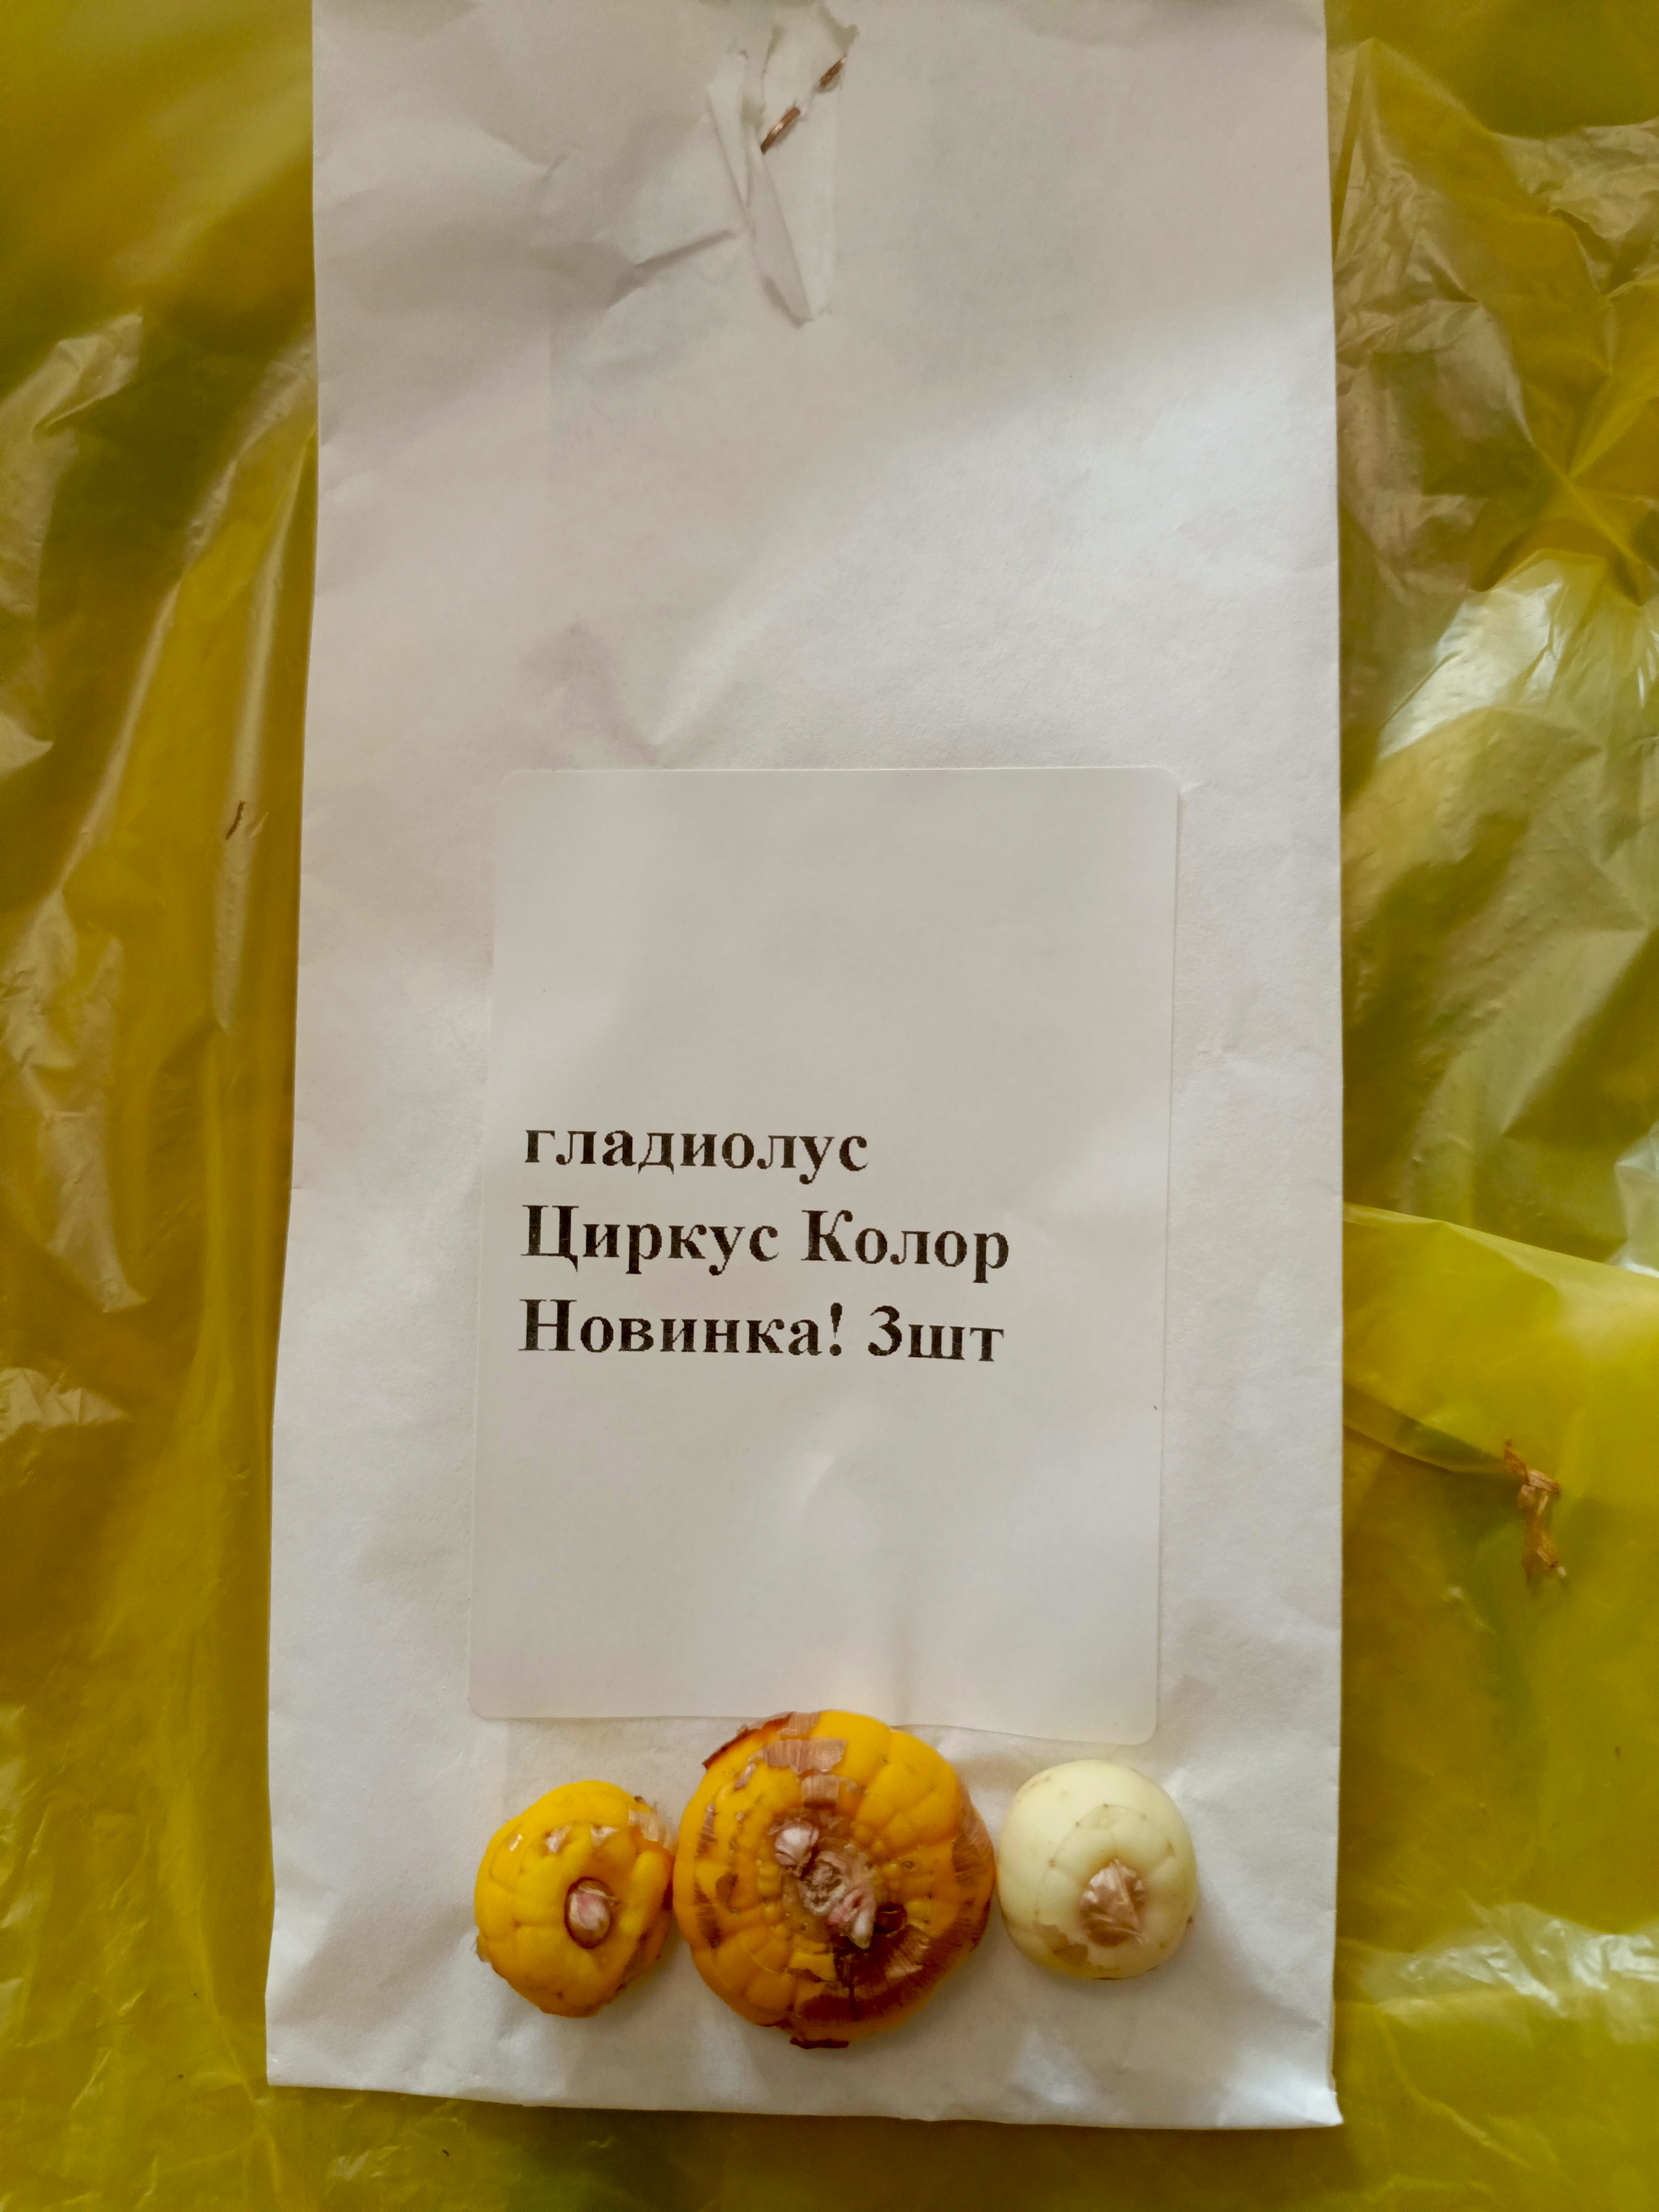 гладиолус
Циркус Колор
Новинка! 3шт